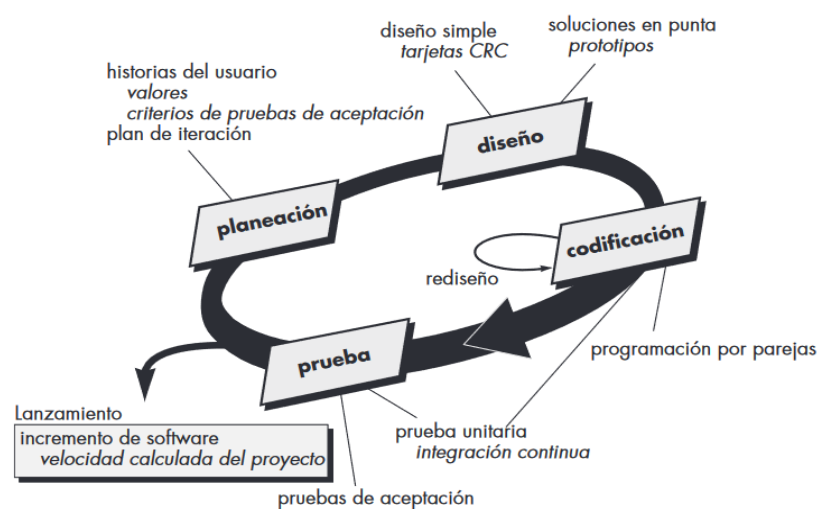 diseño simple
tarjetas CRC
soluciones en punta
prototipos
historias del usuario
valores
criterios de pruebas de aceptación
plan de iteración
diseño
planeación
codificación
rediseño
prueba
programación por parejas
Lanzamiento
incremento de software
velocidad calculada del proyecto
prueba unitaria
integración continua
pruebas de aceptación